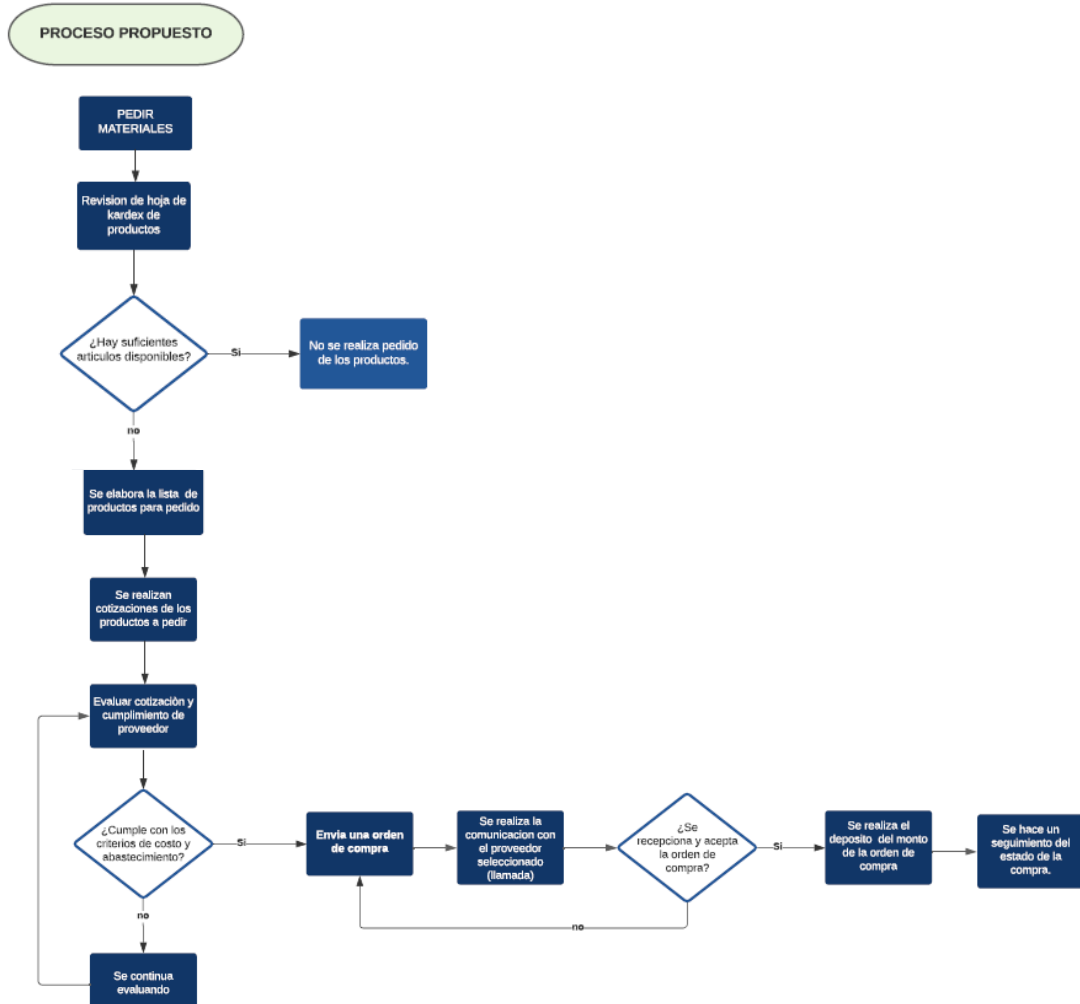 PROCESO PROPUESTO
PEDIR
MATERIALES
Revision de hoja de
kardex de
productos
¿Hay suficientes
articulos disponibles?
Si
No se realiza pedido
de los productos.
no
Se elabora la lista de
productos para pedido
Se realizan
cotizaciones de los
productos a pedir
Evaluar cotizaciòn y
cumplimiento de
proveedor
¿Cumple con los
criterios de costo y
abastecimiento?
Si
Envia una orden
de compra
Se realiza la
comunicacion con
el proveedor
seleccionado
(llamada)
¿Se
recepciona y acepta
la orden de
compra?
Si
Se realiza el
deposito del monto
de la orden de
compra
Se hace un
seguimiento del
estado de la
compra.
no
no
Se continua
evaluando